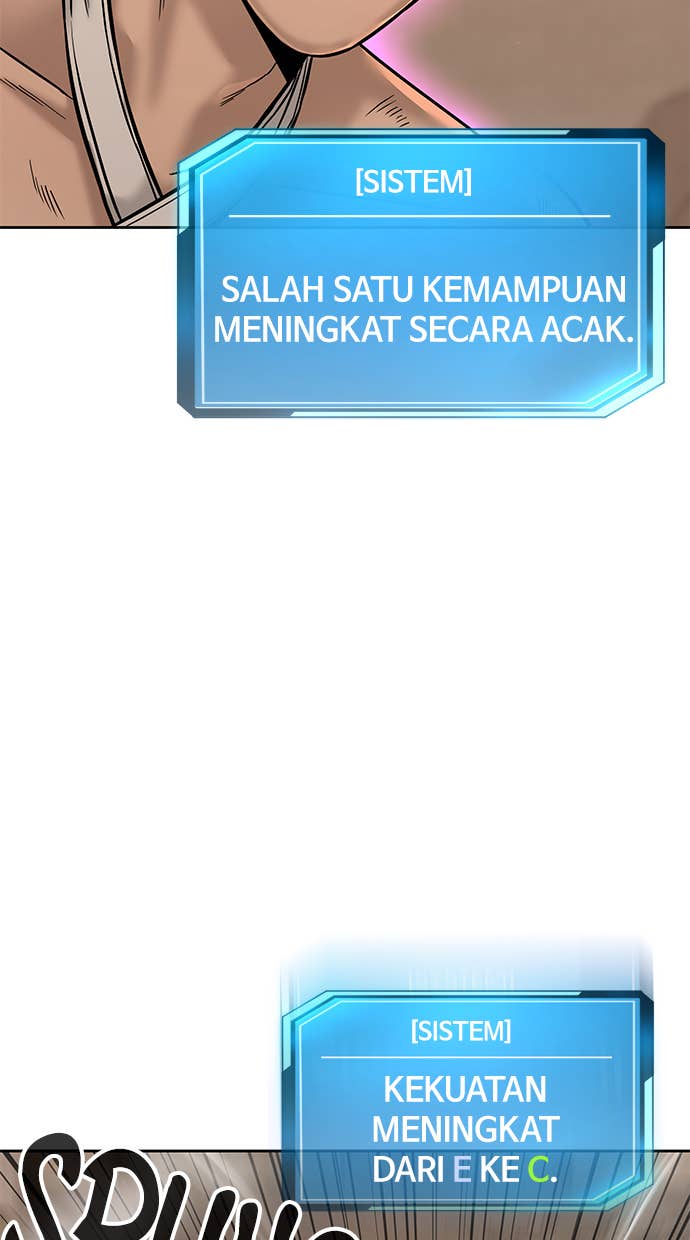 [SISTEM]
SALAH SATU KEMAMPUAN
MENINGKAT SECARA ACAK.
[SISTEM]
KEKUATAN
MENINGKAT
DARI E KE C.